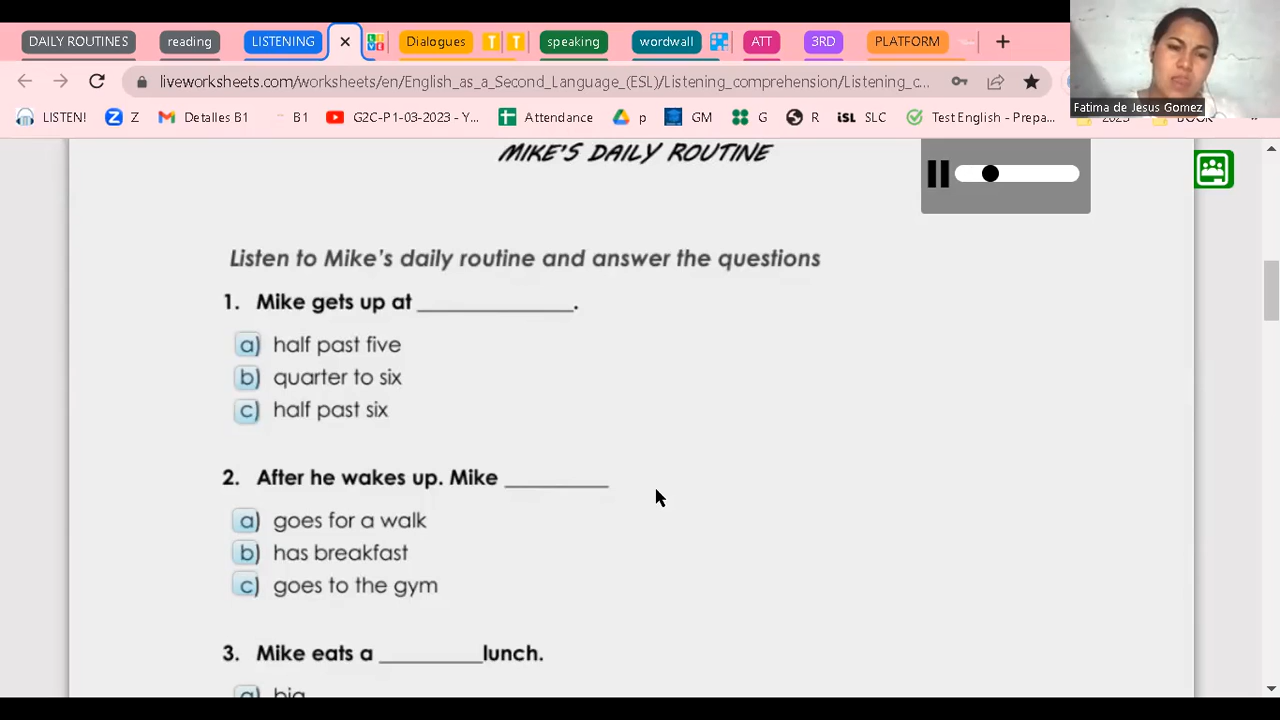 DAILY ROUTINES reading LISTENING Dialogues T T speaking wordwall ATT 3RD PLATFORM
liveworksheets.com/worksheets/en/English_as_a_Second_Language_(ESL)/Listening_comprehension/Listening_c...
Fatima de Jesus Gomez
LISTEN! Z Detalles B1 B1 G2C-P1-03-2023 - Y... Attendance p GM G R iSL SLC Test English - Prepa...
MIKE'S DAILY ROUTINE
Listen to Mike's daily routine and answer the questions
1. Mike gets up at ______________.
a) half past five
b) quarter to six
c) half past six
2. After he wakes up. Mike _________
a) goes for a walk
b) has breakfast
c) goes to the gym
3. Mike eats a _________lunch.
a) big